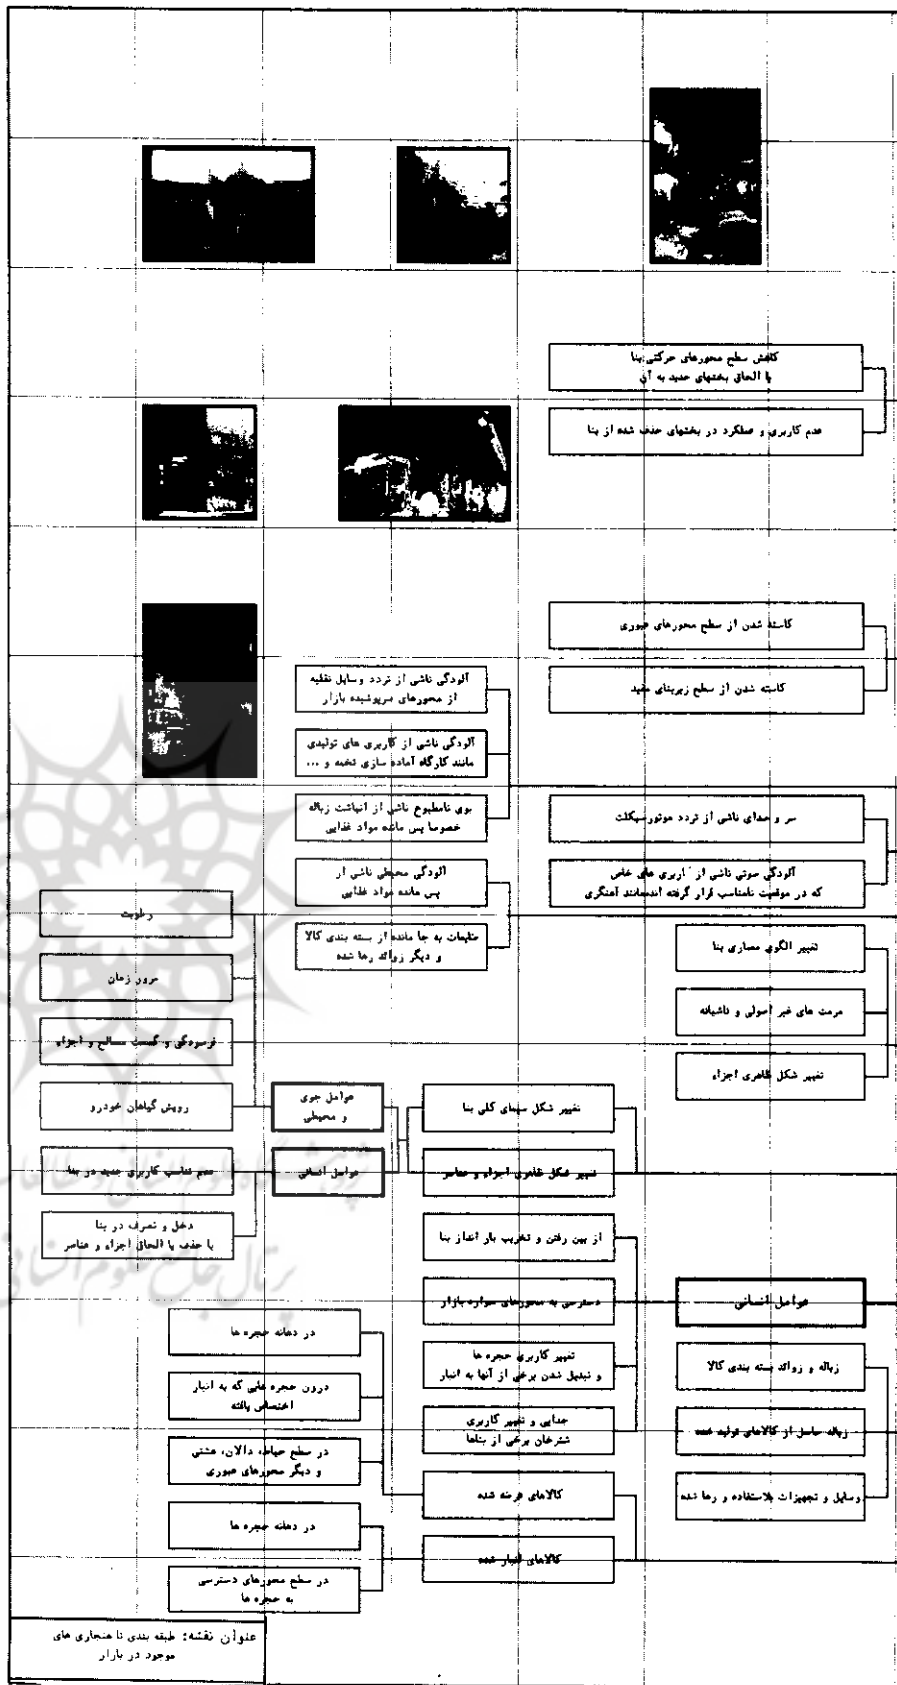 کاهش سطح محورهای حرکتی بنا
با الحاق بخشهای جدید به آن
عدم کاربری و عملکرد در بخشهای حذف شده از بنا
کاسته شدن از سطح محورهای عبوری
کاسته شدن از سطح زیربنای مفید
آلودگی ناشی از تردد وسایل نقلیه
از محورهای سرپوشیده بازار
آلودگی ناشی از کاربری های تولیدی
مانند کارگاه آماده سازی تخمه و ...
بوی نامطبوع ناشی از انباشت زباله
خصوصا پس مانده مواد غذایی
سر و صدای ناشی از تردد موتورسیکلت
آلودگی صوتی ناشی از کاربری های خاص
که در موقعیت نامناسب قرار گرفته اندمانند آهنگری
آلودگی محیطی ناشی از
پس مانده مواد غذایی
ضایعات به جا مانده از بسته بندی کالا
و دیگر زوائد رها شده
تغییر الگوی معماری بنا
مرمت های غیر اصولی و ناشیانه
تغییر شکل ظاهری اجزاء
رطوبت
مرور زمان
فرسودگی و گسست مصالح و اجزاء
رویش گیاهان خودرو
عدم تناسب کاربری جدید در بنا
دخل و تصرف در بنا
با حذف یا الحاق اجزاء و عناصر
عوامل جوی
و محیطی
عوامل انسانی
تغییر شکل سیمای کلی بنا
تغییر شکل ظاهری اجزاء و عناصر
از بین رفتن و تخریب بار انداز بنا
دسترسی به محورهای سواره بازار
تغییر کاربری حجره ها
و تبدیل شدن برخی از آنها به انبار
جدایی و تغییر کاربری
شترخان برخی از بناها
عوامل انسانی
زباله و زوائد بسته بندی کالا
زباله حاصل از کالاهای تولید شده
وسایل و تجهیزات بلااستفاده و رها شده
کالاهای عرضه شده
کالاهای انبار شده
در دهانه حجره ها
درون حجره هایی که به انبار
اختصاص یافته
در سطح حیاط، دالان، هشتی
و دیگر محورهای عبوری
در دهانه حجره ها
در سطح محورهای دسترسی
به حجره ها
عنوان نقشه: طبقه بندی نا هنجاری های
موجود در بازار
پژوهشگاه علوم انسانی و مطالعات
پرتال جامع علوم انسانی